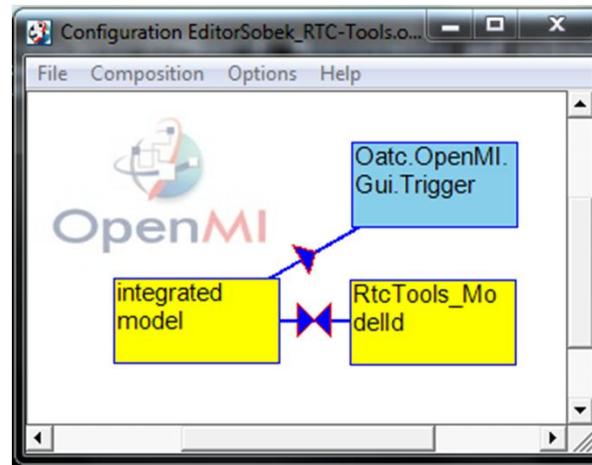 Configuration EditorSobek_RTC-Tools.o...
File Composition Options Help
OpenMI
Oatc.OpenMI.
Gui.Trigger
integrated
model
RtcTools_Mo
delId